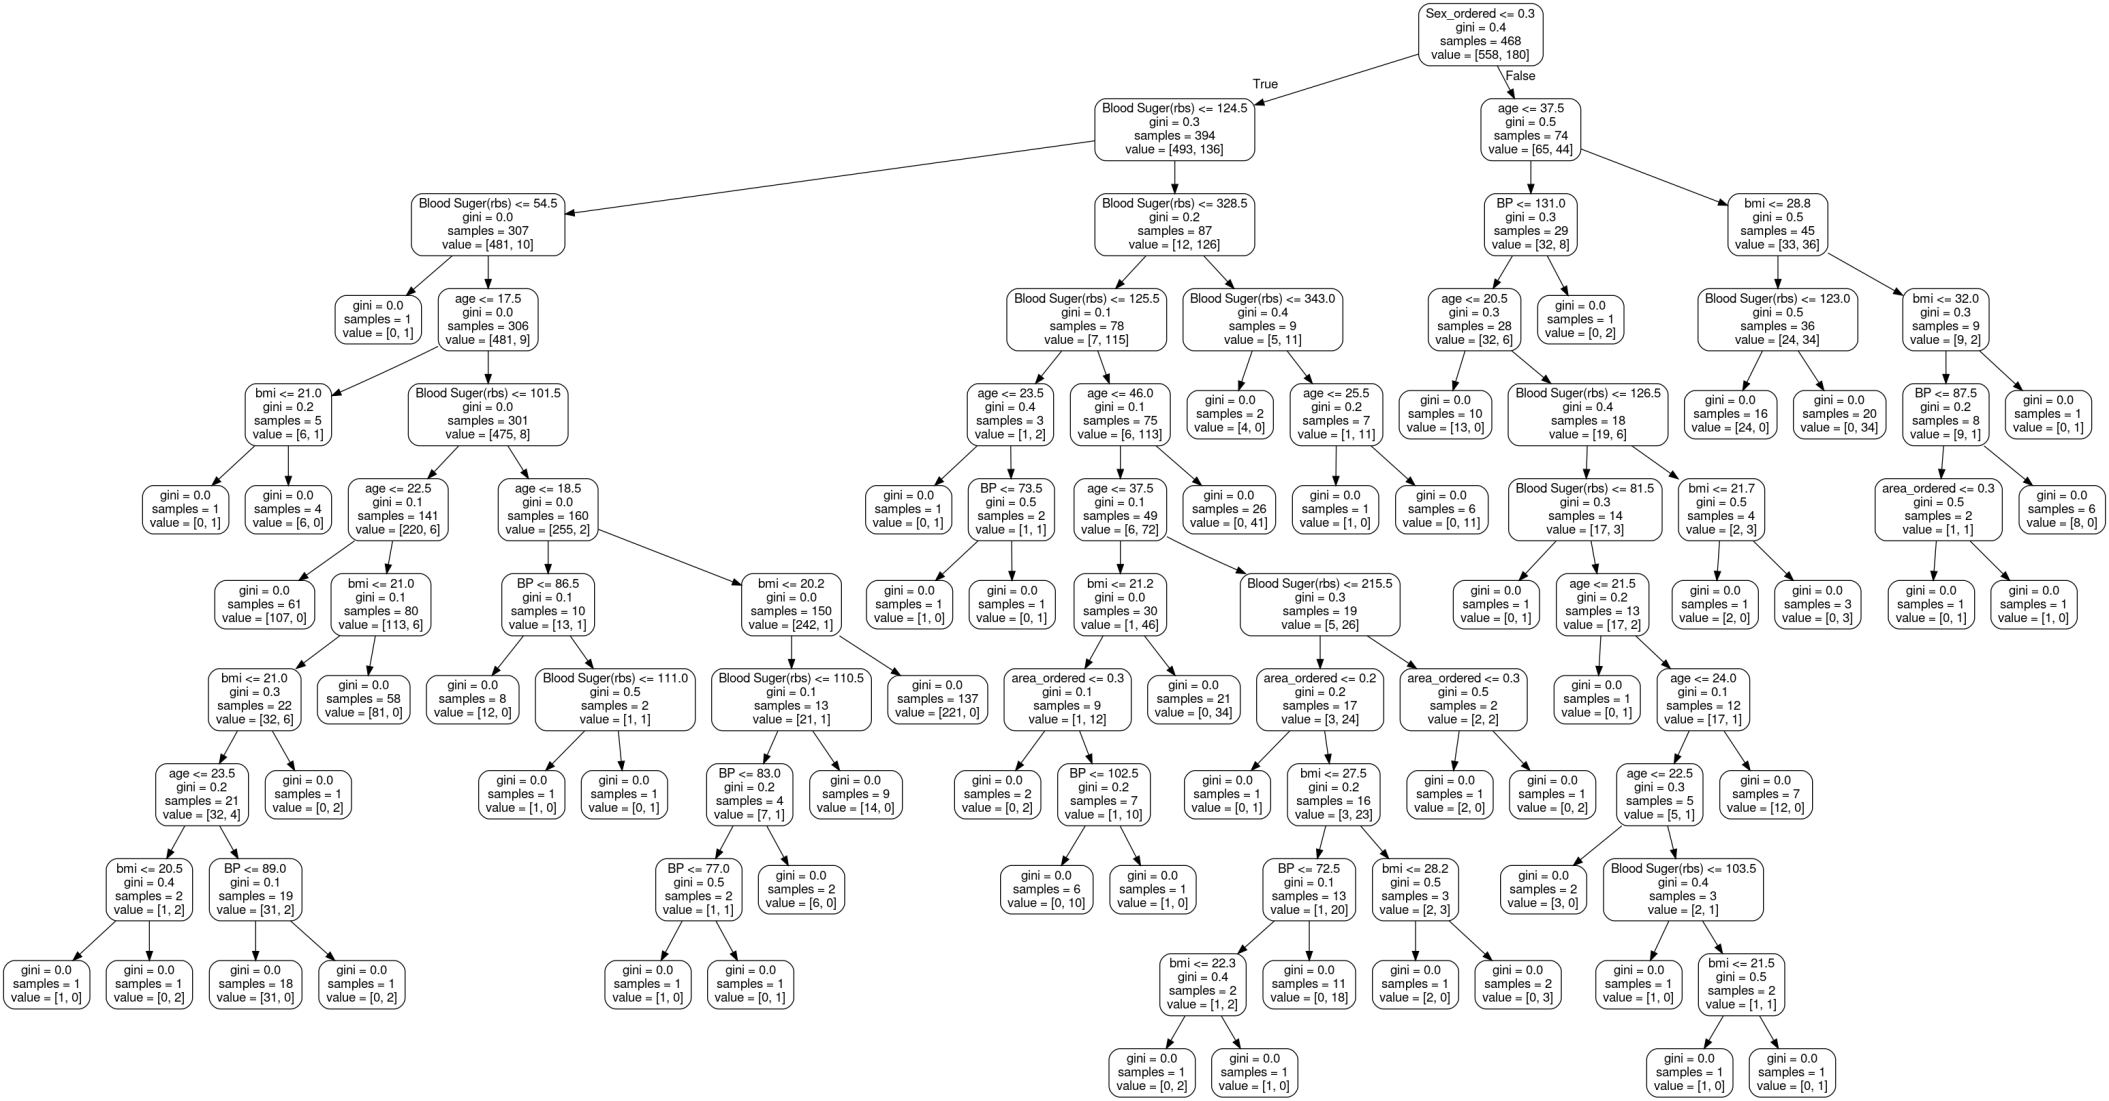 Sex_ordered <= 0.3
gini = 0.4
samples = 468
value = [558, 180]
True
False
Blood Suger(rbs) <= 124.5
gini = 0.3
samples = 394
value = [493, 136]
age <= 37.5
gini = 0.5
samples = 74
value = [65, 44]
Blood Suger(rbs) <= 54.5
gini = 0.0
samples = 307
value = [481, 10]
Blood Suger(rbs) <= 328.5
gini = 0.2
samples = 87
value = [12, 126]
BP <= 131.0
gini = 0.3
samples = 29
value = [32, 8]
bmi <= 28.8
gini = 0.5
samples = 45
value = [33, 36]
gini = 0.0
samples = 1
value = [0, 1]
age <= 17.5
gini = 0.0
samples = 306
value = [481, 9]
Blood Suger(rbs) <= 125.5
gini = 0.1
samples = 78
value = [7, 115]
Blood Suger(rbs) <= 343.0
gini = 0.4
samples = 9
value = [5, 11]
age <= 20.5
gini = 0.3
samples = 28
value = [32, 6]
gini = 0.0
samples = 1
value = [0, 2]
Blood Suger(rbs) <= 123.0
gini = 0.5
samples = 36
value = [24, 34]
bmi <= 32.0
gini = 0.3
samples = 9
value = [9, 2]
bmi <= 21.0
gini = 0.2
samples = 5
value = [6, 1]
Blood Suger(rbs) <= 101.5
gini = 0.0
samples = 301
value = [475, 8]
age <= 23.5
gini = 0.4
samples = 3
value = [1, 2]
age <= 46.0
gini = 0.1
samples = 75
value = [6, 113]
gini = 0.0
samples = 2
value = [4, 0]
age <= 25.5
gini = 0.2
samples = 7
value = [1, 11]
gini = 0.0
samples = 10
value = [13, 0]
Blood Suger(rbs) <= 126.5
gini = 0.4
samples = 18
value = [19, 6]
gini = 0.0
samples = 16
value = [24, 0]
gini = 0.0
samples = 20
value = [0, 34]
BP <= 87.5
gini = 0.2
samples = 8
value = [9, 1]
gini = 0.0
samples = 1
value = [0, 1]
gini = 0.0
samples = 1
value = [0, 1]
gini = 0.0
samples = 4
value = [6, 0]
age <= 22.5
gini = 0.1
samples = 141
value = [220, 6]
age <= 18.5
gini = 0.0
samples = 160
value = [255, 2]
gini = 0.0
samples = 1
value = [0, 1]
BP <= 73.5
gini = 0.5
samples = 2
value = [1, 1]
age <= 37.5
gini = 0.1
samples = 49
value = [6, 72]
gini = 0.0
samples = 26
value = [0, 41]
gini = 0.0
samples = 1
value = [1, 0]
gini = 0.0
samples = 6
value = [0, 11]
Blood Suger(rbs) <= 81.5
gini = 0.3
samples = 14
value = [17, 3]
bmi <= 21.7
gini = 0.5
samples = 4
value = [2, 3]
area_ordered <= 0.3
gini = 0.5
samples = 2
value = [1, 1]
gini = 0.0
samples = 6
value = [8, 0]
gini = 0.0
samples = 61
value = [107, 0]
bmi <= 21.0
gini = 0.1
samples = 80
value = [113, 6]
BP <= 86.5
gini = 0.1
samples = 10
value = [13, 1]
bmi <= 20.2
gini = 0.0
samples = 150
value = [242, 1]
gini = 0.0
samples = 1
value = [1, 0]
gini = 0.0
samples = 1
value = [0, 1]
bmi <= 21.2
gini = 0.0
samples = 30
value = [1, 46]
Blood Suger(rbs) <= 215.5
gini = 0.3
samples = 19
value = [5, 26]
gini = 0.0
samples = 1
value = [0, 1]
age <= 21.5
gini = 0.2
samples = 13
value = [17, 2]
gini = 0.0
samples = 1
value = [2, 0]
gini = 0.0
samples = 3
value = [0, 3]
gini = 0.0
samples = 1
value = [0, 1]
gini = 0.0
samples = 1
value = [1, 0]
bmi <= 21.0
gini = 0.3
samples = 22
value = [32, 6]
gini = 0.0
samples = 58
value = [81, 0]
gini = 0.0
samples = 8
value = [12, 0]
Blood Suger(rbs) <= 111.0
gini = 0.5
samples = 2
value = [1, 1]
Blood Suger(rbs) <= 110.5
gini = 0.1
samples = 13
value = [21, 1]
gini = 0.0
samples = 137
value = [221, 0]
area_ordered <= 0.3
gini = 0.1
samples = 9
value = [1, 12]
gini = 0.0
samples = 21
value = [0, 34]
area_ordered <= 0.2
gini = 0.2
samples = 17
value = [3, 24]
area_ordered <= 0.3
gini = 0.5
samples = 2
value = [2, 2]
gini = 0.0
samples = 1
value = [0, 1]
age <= 24.0
gini = 0.1
samples = 12
value = [17, 1]
age <= 23.5
gini = 0.2
samples = 21
value = [32, 4]
gini = 0.0
samples = 1
value = [0, 2]
gini = 0.0
samples = 1
value = [1, 0]
gini = 0.0
samples = 1
value = [0, 1]
BP <= 83.0
gini = 0.2
samples = 4
value = [7, 1]
gini = 0.0
samples = 9
value = [14, 0]
gini = 0.0
samples = 2
value = [0, 2]
BP <= 102.5
gini = 0.2
samples = 7
value = [1, 10]
gini = 0.0
samples = 1
value = [0, 1]
bmi <= 27.5
gini = 0.2
samples = 16
value = [3, 23]
gini = 0.0
samples = 1
value = [2, 0]
gini = 0.0
samples = 1
value = [0, 2]
age <= 22.5
gini = 0.3
samples = 5
value = [5, 1]
gini = 0.0
samples = 7
value = [12, 0]
bmi <= 20.5
gini = 0.4
samples = 2
value = [1, 2]
BP <= 89.0
gini = 0.1
samples = 19
value = [31, 2]
BP <= 77.0
gini = 0.5
samples = 2
value = [1, 1]
gini = 0.0
samples = 2
value = [6, 0]
gini = 0.0
samples = 6
value = [0, 10]
gini = 0.0
samples = 1
value = [1, 0]
BP <= 72.5
gini = 0.1
samples = 13
value = [1, 20]
bmi <= 28.2
gini = 0.5
samples = 3
value = [2, 3]
gini = 0.0
samples = 2
value = [3, 0]
Blood Suger(rbs) <= 103.5
gini = 0.4
samples = 3
value = [2, 1]
gini = 0.0
samples = 1
value = [1, 0]
gini = 0.0
samples = 1
value = [0, 2]
gini = 0.0
samples = 18
value = [31, 0]
gini = 0.0
samples = 1
value = [0, 2]
gini = 0.0
samples = 1
value = [1, 0]
gini = 0.0
samples = 1
value = [0, 1]
bmi <= 22.3
gini = 0.4
samples = 2
value = [1, 2]
gini = 0.0
samples = 11
value = [0, 18]
gini = 0.0
samples = 1
value = [2, 0]
gini = 0.0
samples = 2
value = [0, 3]
gini = 0.0
samples = 1
value = [1, 0]
bmi <= 21.5
gini = 0.5
samples = 2
value = [1, 1]
gini = 0.0
samples = 1
value = [0, 2]
gini = 0.0
samples = 1
value = [1, 0]
gini = 0.0
samples = 1
value = [1, 0]
gini = 0.0
samples = 1
value = [0, 1]